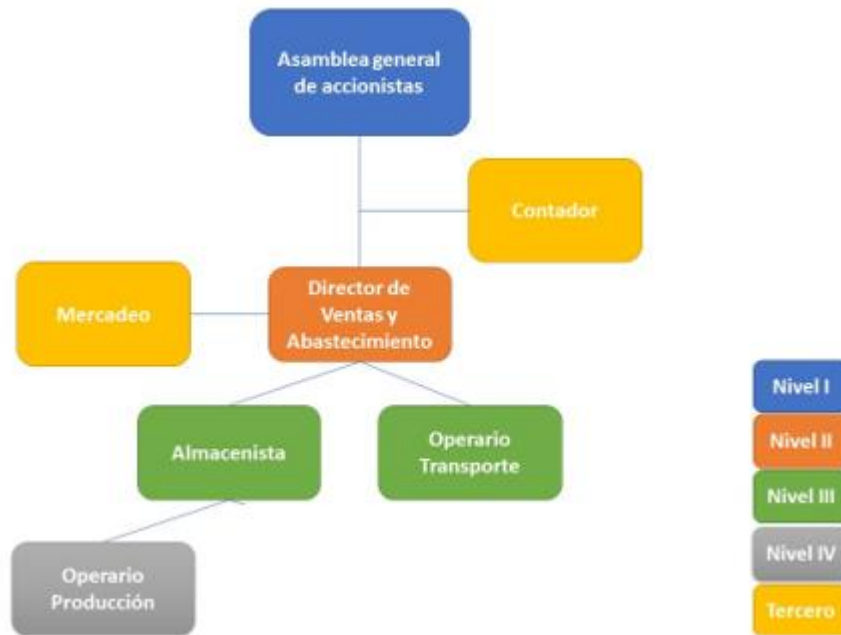 Asamblea general
de accionistas
Contador
Mercadeo
Director de
Ventas y
Abastecimiento
Almacenista
Operario
Transporte
Operario
Producción
Nivel I
Nivel II
Nivel III
Nivel IV
Tercero